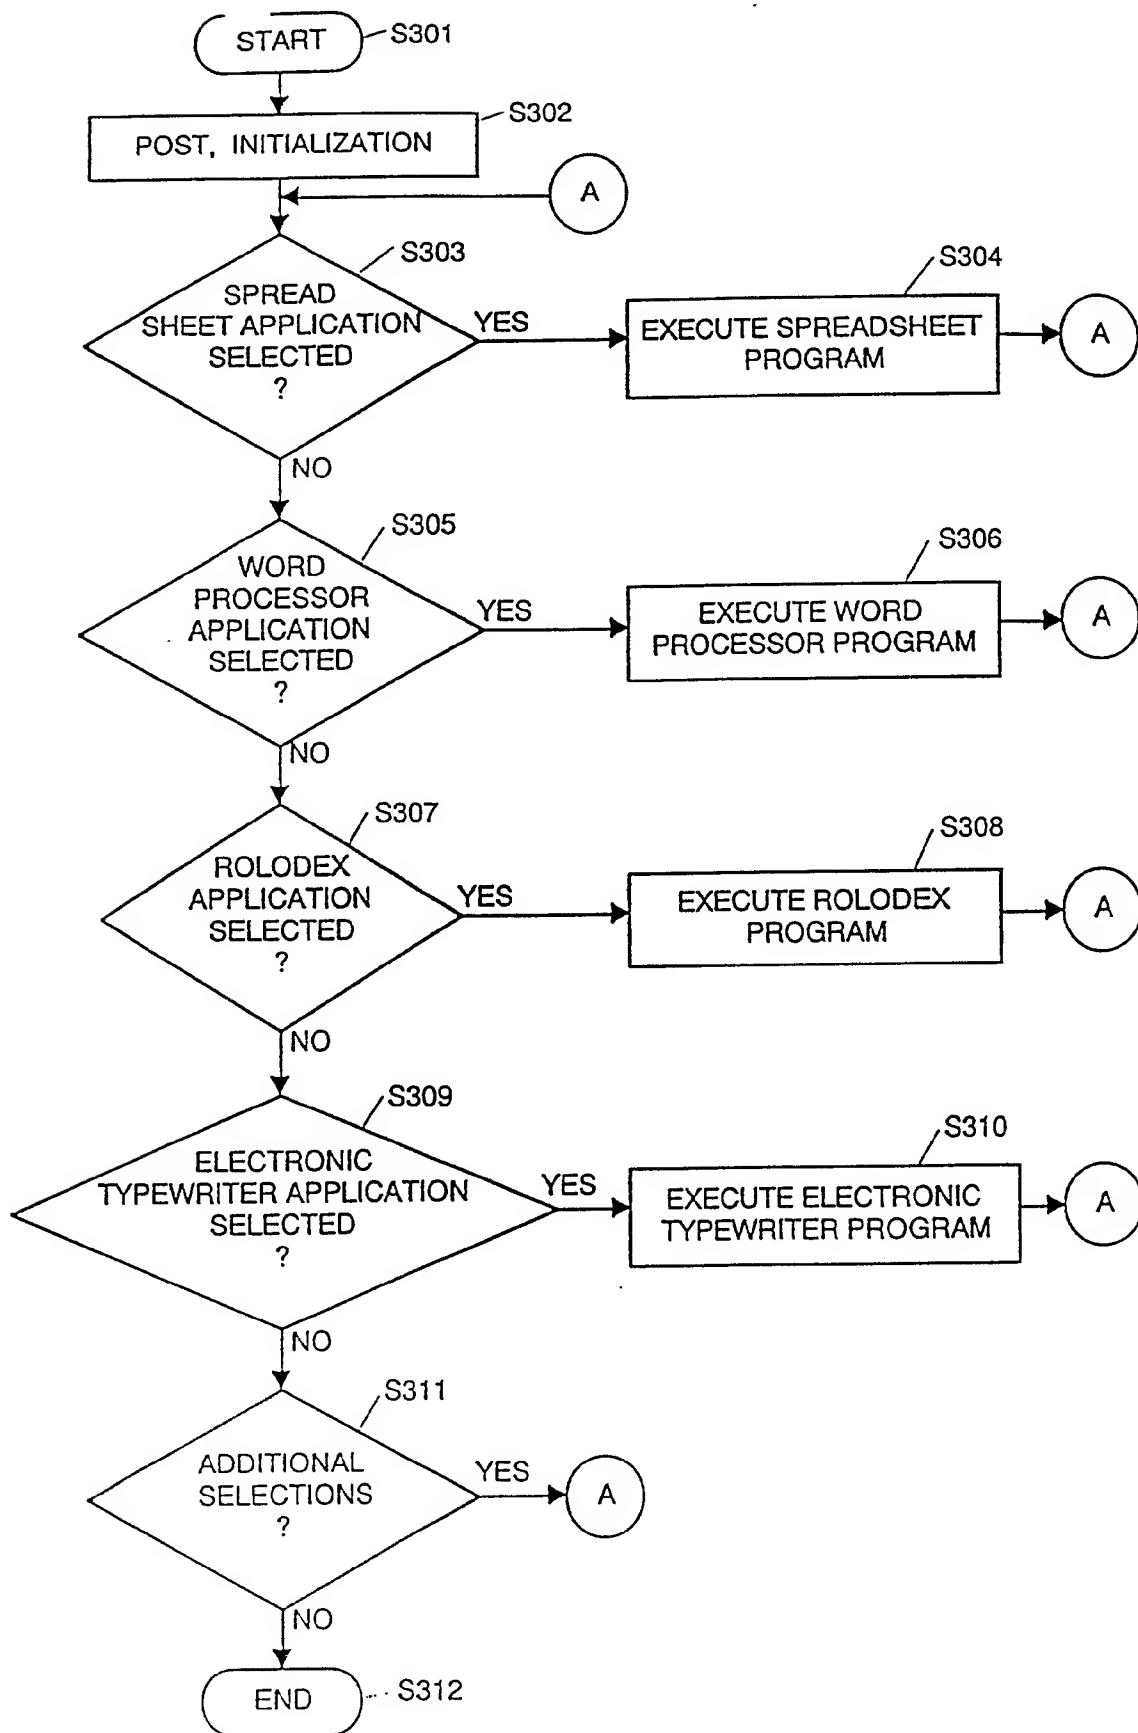 START
S301
S302
POST, INITIALIZATION
A
S303
SPREAD
SHEET APPLICATION
SELECTED
?
YES
S304
EXECUTE SPREADSHEET
PROGRAM
A
NO
S305
WORD
PROCESSOR
APPLICATION
SELECTED
?
YES
S306
EXECUTE WORD
PROCESSOR PROGRAM
A
NO
S307
ROLODEX
APPLICATION
SELECTED
?
YES
S308
EXECUTE ROLODEX
PROGRAM
A
NO
S309
ELECTRONIC
TYPEWRITER APPLICATION
SELECTED
?
YES
S310
EXECUTE ELECTRONIC
TYPEWRITER PROGRAM
A
NO
S311
ADDITIONAL
SELECTIONS
?
YES
A
NO
END
S312